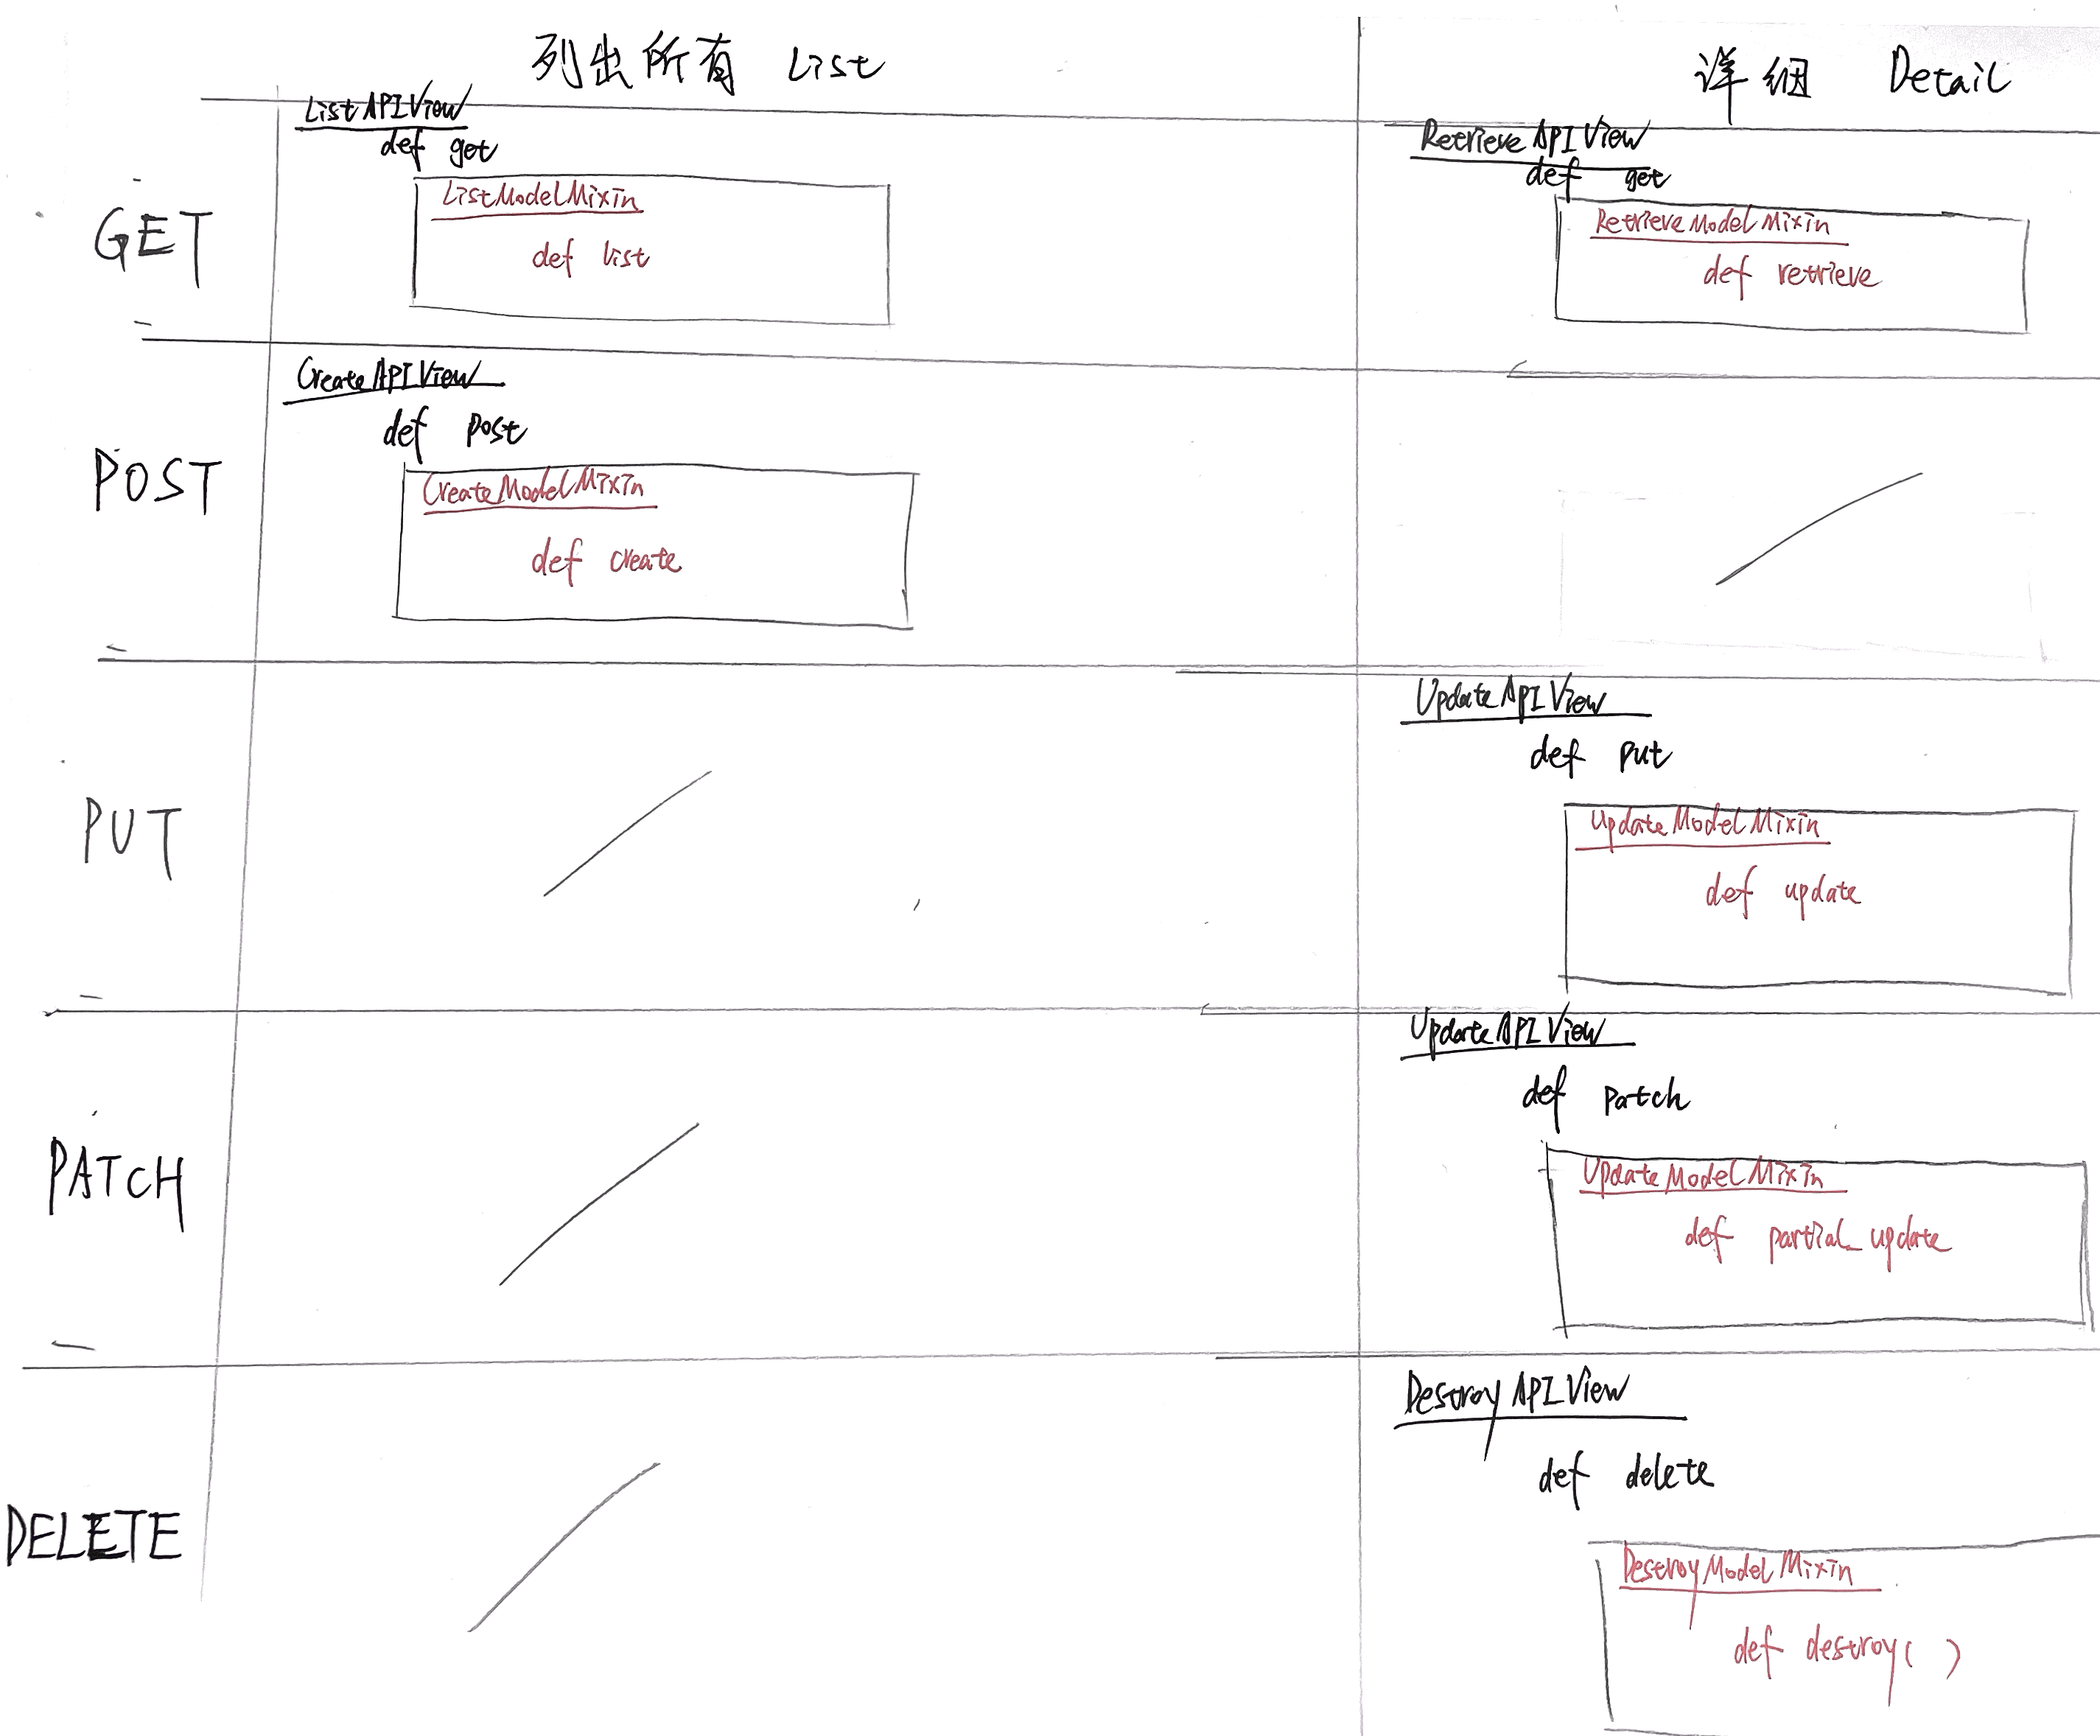 列出所有 List
详细 Detail
GET
ListAPIView
def get
ListModelMixin
def list
RetrieveAPIView
def get
RetrieveModelMixin
def retrieve
POST
CreateAPIView
def post
CreateModelMixin
def create
PUT
UpdateAPIView
def put
UpdateModelMixin
def update
PATCH
UpdateAPIView
def patch
UpdateModelMixin
def partial_update
DELETE
DestroyAPIView
def delete
DestroyModelMixin
def destroy( )